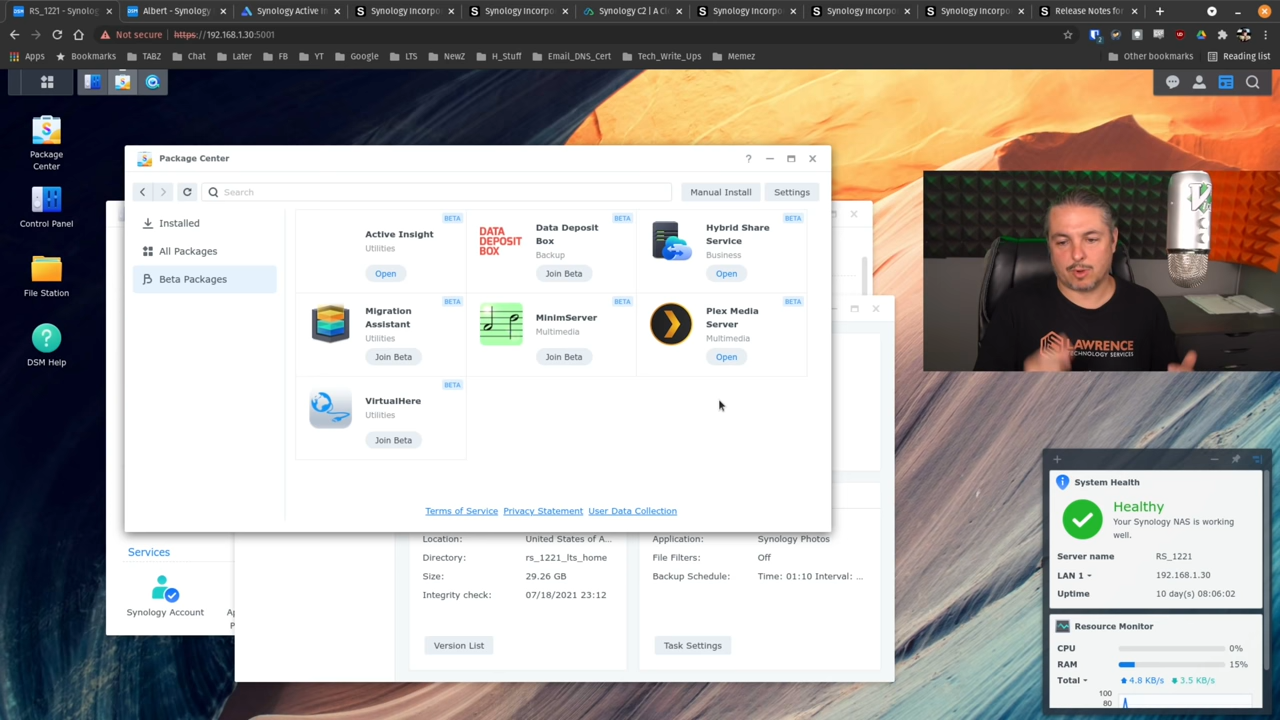 RS_1221 - Synolog
Albert - Synology
Synology Active In
Synology Incorpo
Synology Incorpo
Synology C2 | A Cl
Synology Incorpo
Synology Incorpo
Synology Incorpo
Release Notes for
Not secure https://192.168.1.30:5001
Apps Bookmarks TABZ Chat Later FB YT Google LTS NewZ H_Stuff Email_DNS_Cert Tech_Write_Ups Memez Other bookmarks Reading list
Package
Center
Control Panel
File Station
DSM Help
Package Center
Search
Manual Install
Settings
Installed
All Packages
Beta Packages
BETA
Active Insight
Utilities
Open
BETA
Data Deposit
Box
Backup
Join Beta
DATA
DEPOSIT
BOX
BETA
Hybrid Share
Service
Business
Open
BETA
Migration
Assistant
Utilities
Join Beta
BETA
MinimServer
Multimedia
Join Beta
BETA
Plex Media
Server
Multimedia
Open
BETA
VirtualHere
Utilities
Join Beta
Terms of Service Privacy Statement User Data Collection
Services
Synology Account
Location: United States of A...
Directory: rs_1221_lts_home
Size: 29.26 GB
Integrity check: 07/18/2021 23:12
Version List
Application: Synology Photos
File Filters: Off
Backup Schedule: Time: 01:10 Interval: ...
Task Settings
LAWRENCE
TECHNOLOGY SERVICES
System Health
Healthy
Your Synology NAS is working
well.
Server name RS_1221
LAN 1 192.168.1.30
Uptime 10 day(s) 08:06:02
Resource Monitor
CPU 0%
RAM 15%
Total 4.8 KB/s 3.5 KB/s
100
80